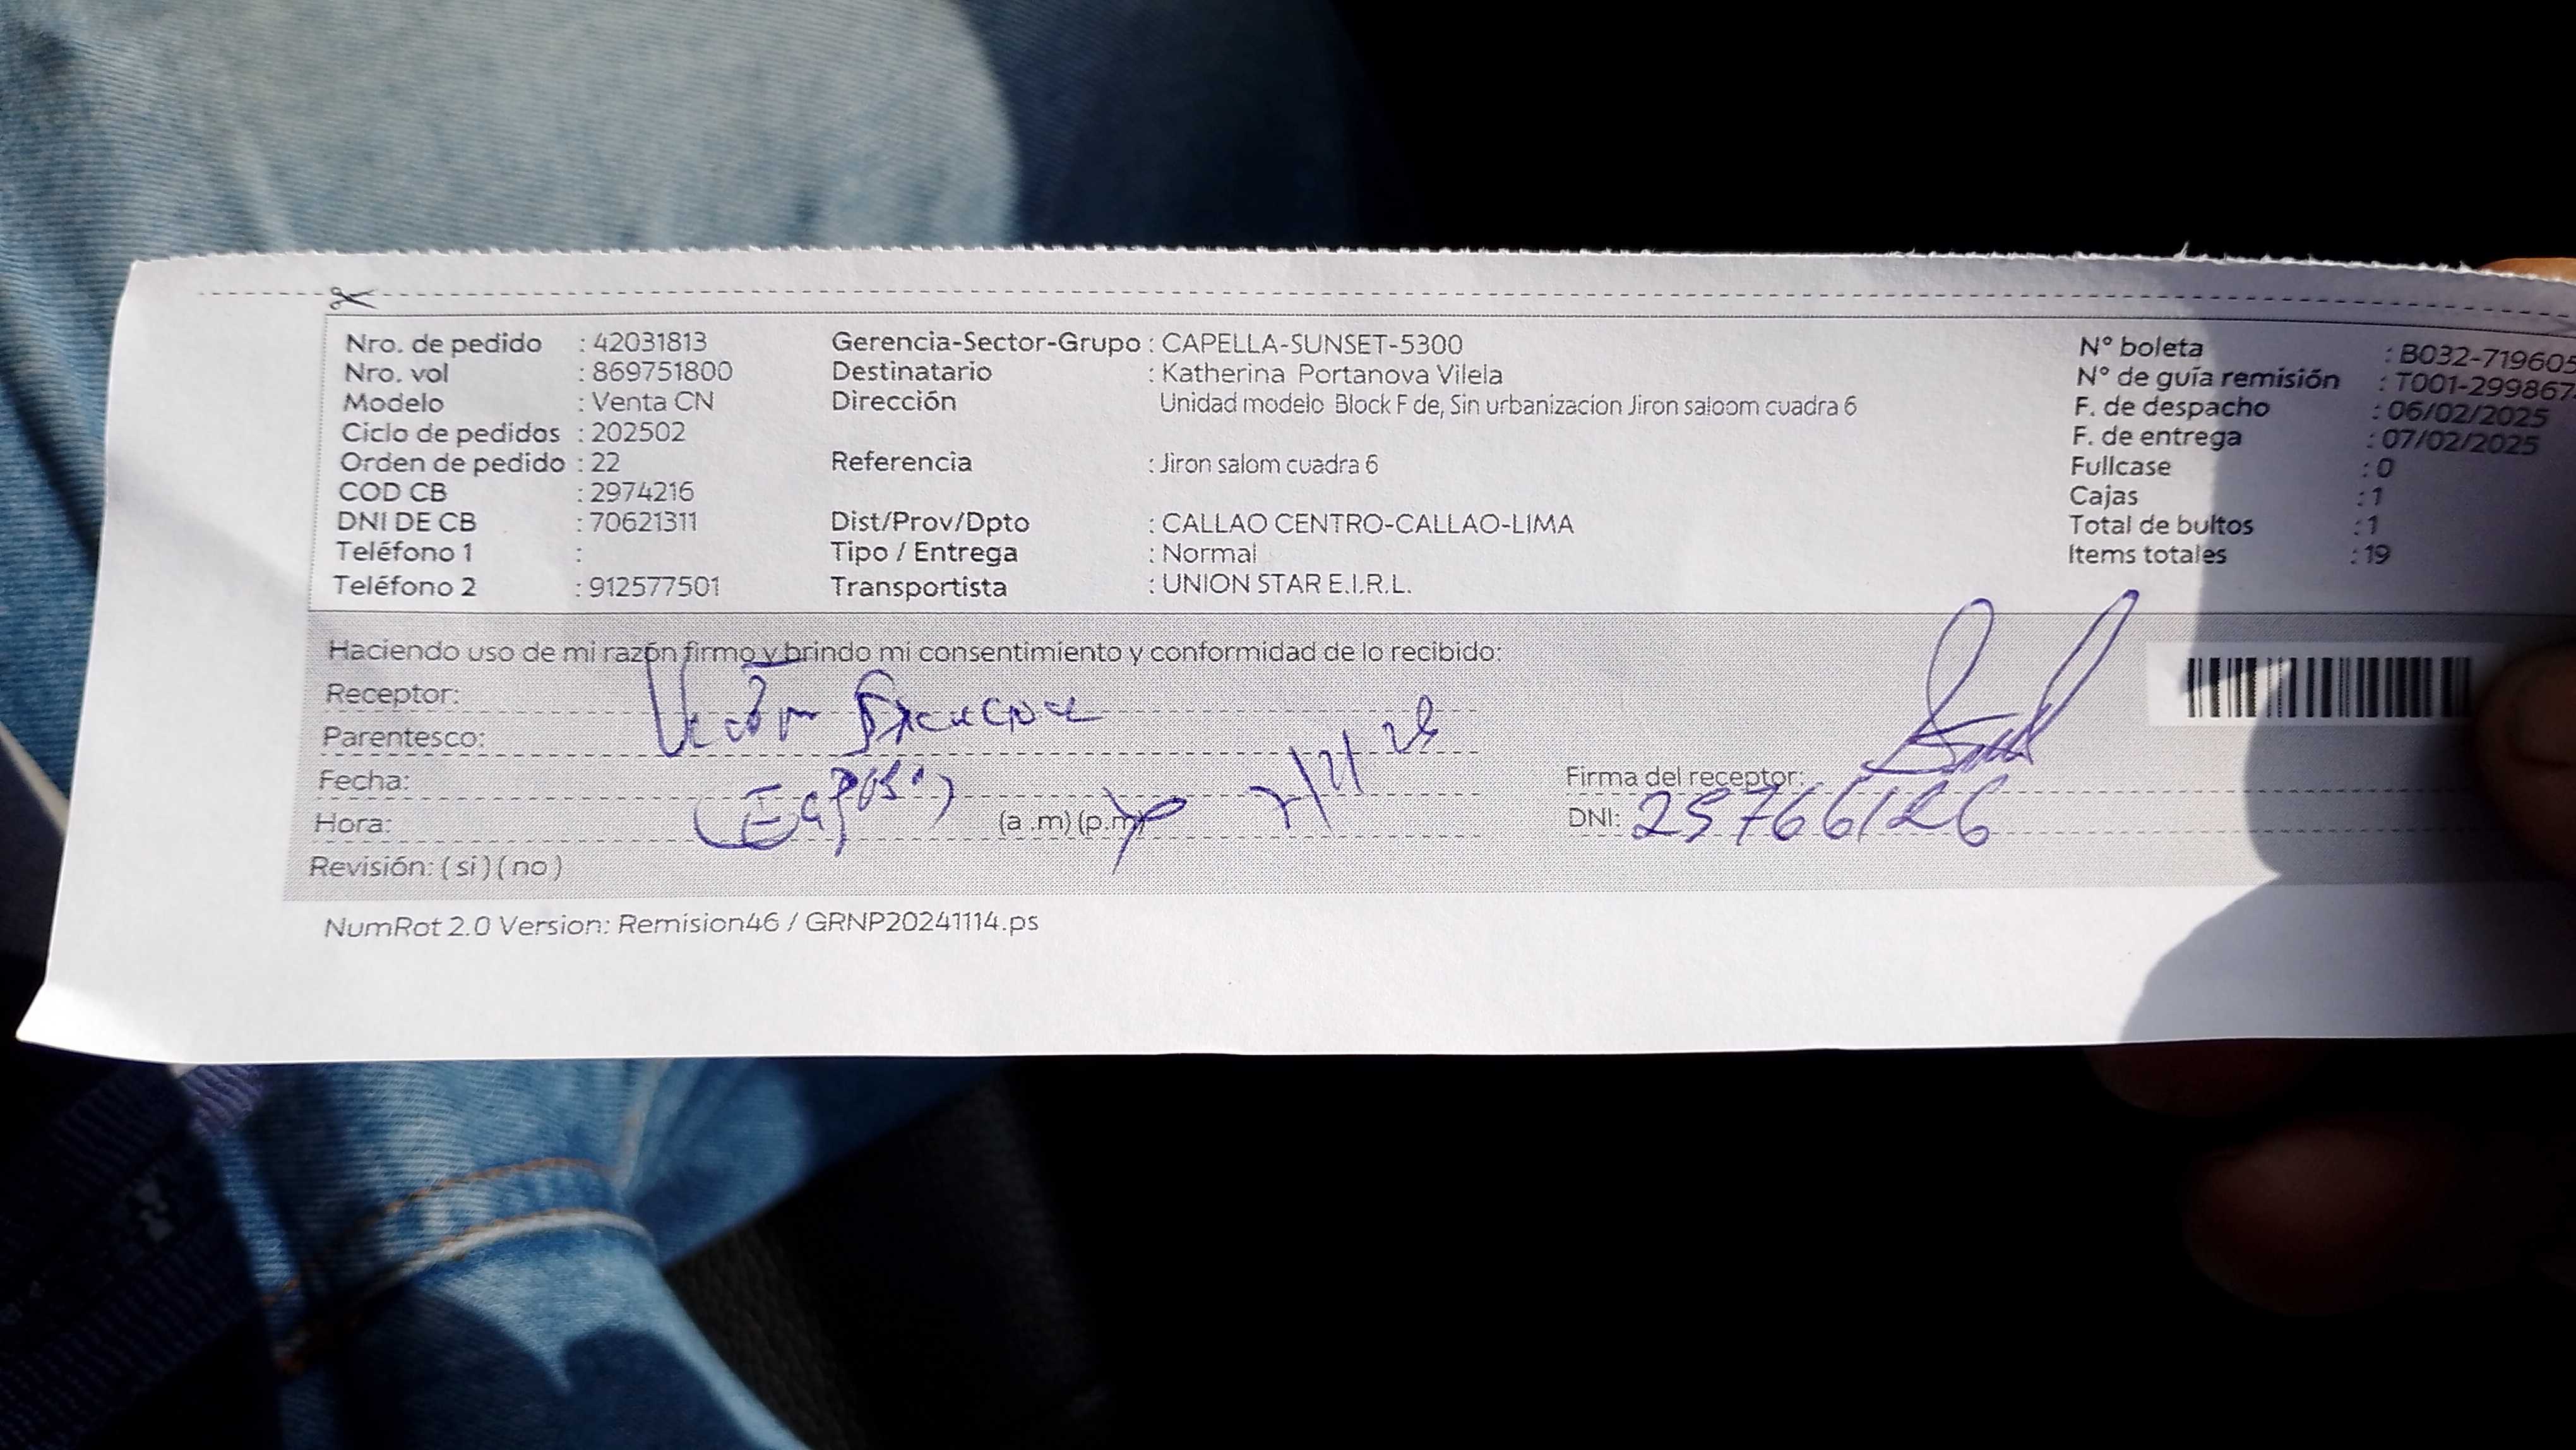 Nro. de pedido : 42031813 Gerencia-Sector-Grupo : CAPELLA-SUNSET-5300 N° boleta : B032-719605
Nro. vol : 869751800 Destinatario : Katherina Portanova Vilela N° de guía remisión : T001-299867
Modelo : Venta CN Dirección Unidad modelo Block F de, Sin urbanizacion Jiron saloom cuadra 6 F. de despacho : 06/02/2025
Ciclo de pedidos : 202502 F. de entrega : 07/02/2025
Orden de pedido : 22 Referencia : Jiron salom cuadra 6 Fullcase : 0
COD CB : 2974216 Cajas : 1
DNI DE CB : 70621311 Dist/Prov/Dpto : CALLAO CENTRO-CALLAO-LIMA Total de bultos : 1
Teléfono 1 : Tipo / Entrega : Normal Items totales : 19
Teléfono 2 : 912577501 Transportista : UNION STAR E.I.R.L.
Haciendo uso de mi razón firmo y brindo mi consentimiento y conformidad de lo recibido:
Receptor:
Parentesco:
Fecha: Firma del receptor:
Hora: (a .m) (p.m) DNI: 25766126
Revisión: ( si ) ( no )
NumRot 2.0 Version: Remision46 / GRNP20241114.ps